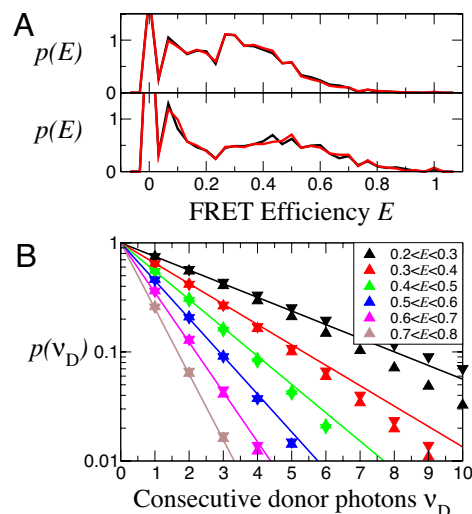 A
p(E)
1
0
p(E)
1
0
0 0.2 0.4 0.6 0.8 1
FRET Efficiency E
B
1
0.2<E<0.3
0.3<E<0.4
0.4<E<0.5
0.5<E<0.6
0.6<E<0.7
0.7<E<0.8
p(ν_D)
0.1
0.01
0 1 2 3 4 5 6 7 8 9 10
Consecutive donor photons ν_D